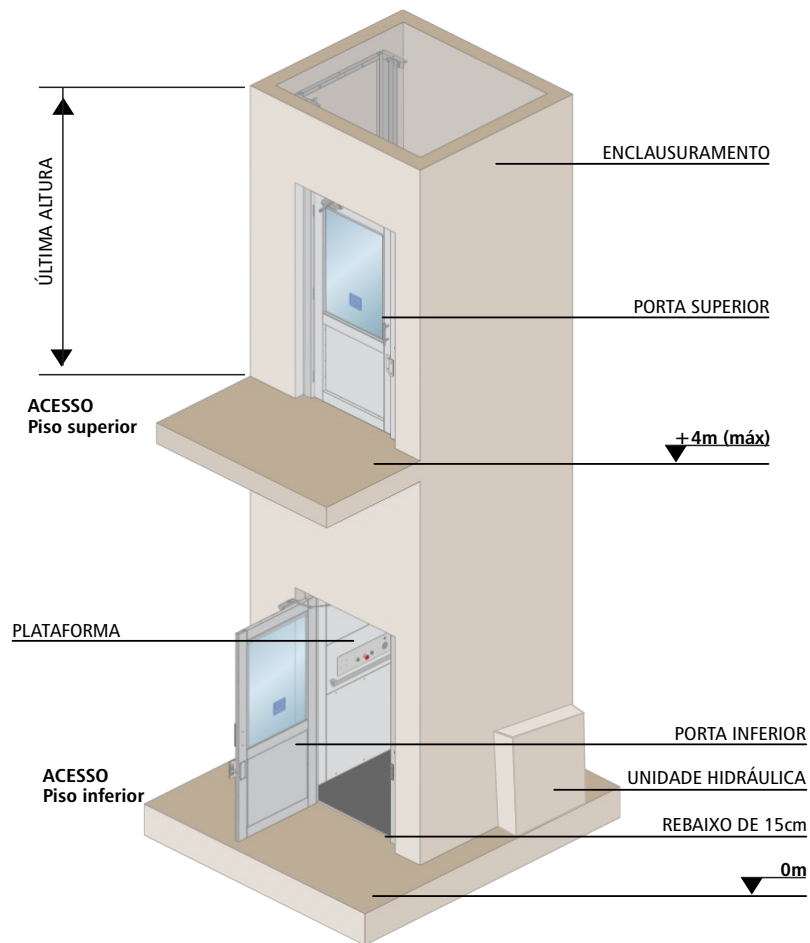 ENCLAUSURAMENTO
ÚLTIMA ALTURA
PORTA SUPERIOR
ACESSO
Piso superior
+4m (máx)
PLATAFORMA
PORTA INFERIOR
ACESSO
Piso inferior
UNIDADE HIDRÁULICA
REBAIXO DE 15cm
0m